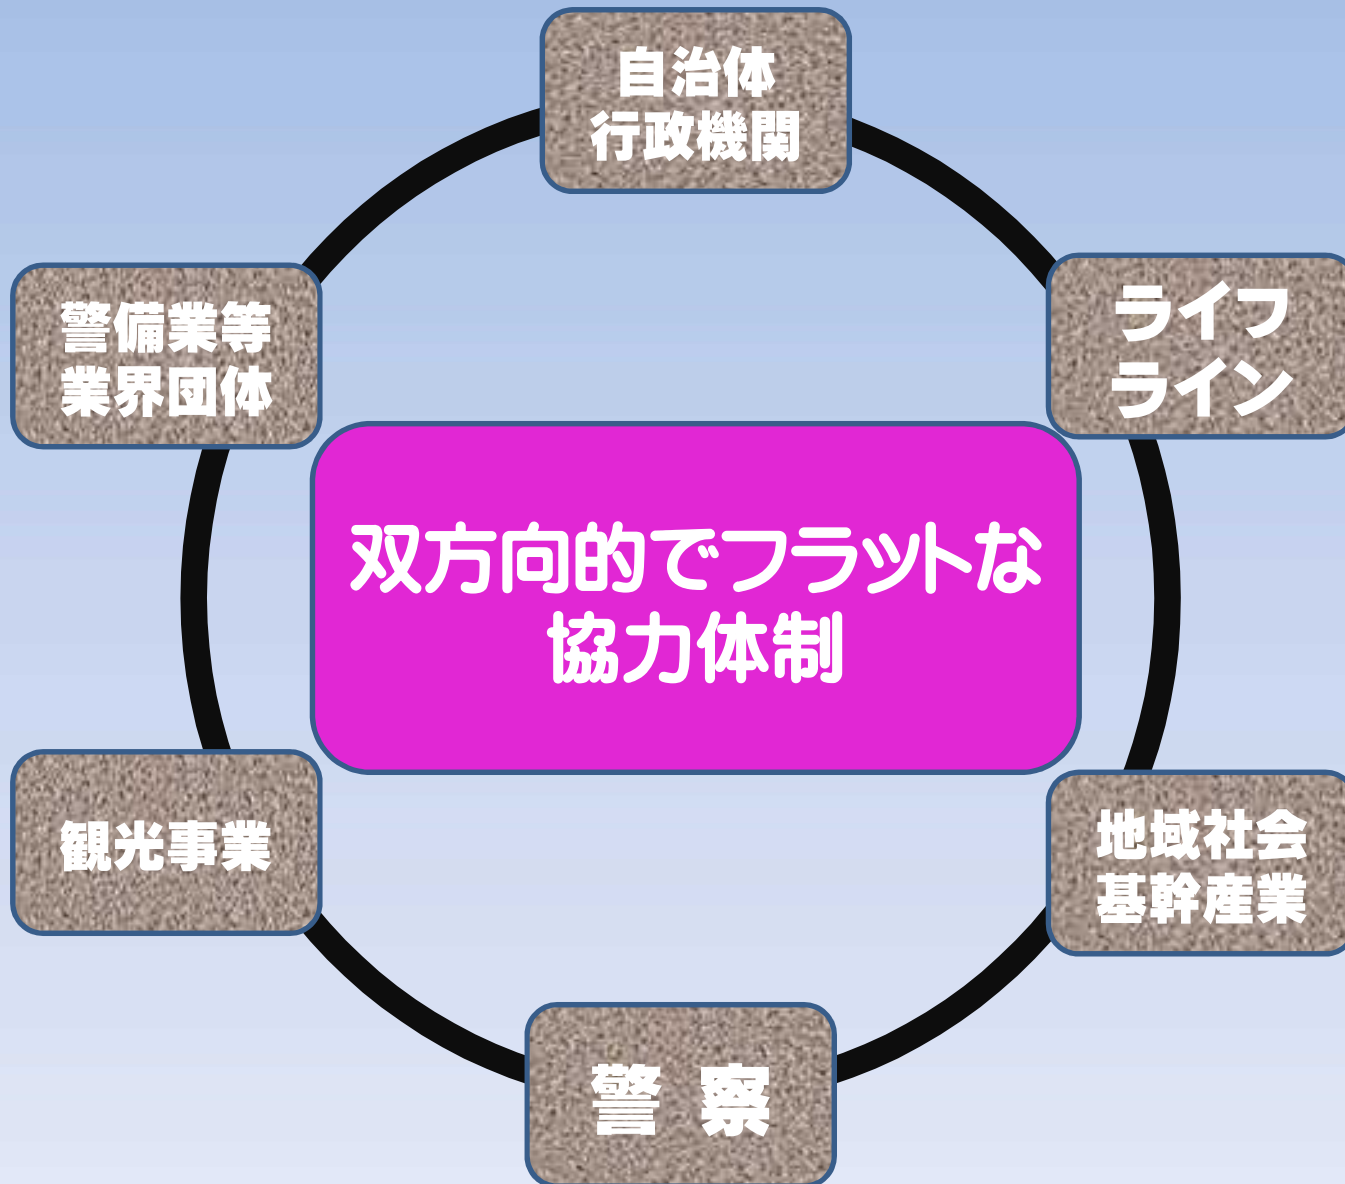 自治体
行政機関
警備業等
業界団体
ライフ
ライン
双方向的でフラットな
協力体制
観光事業
地域社会
基幹産業
警 察